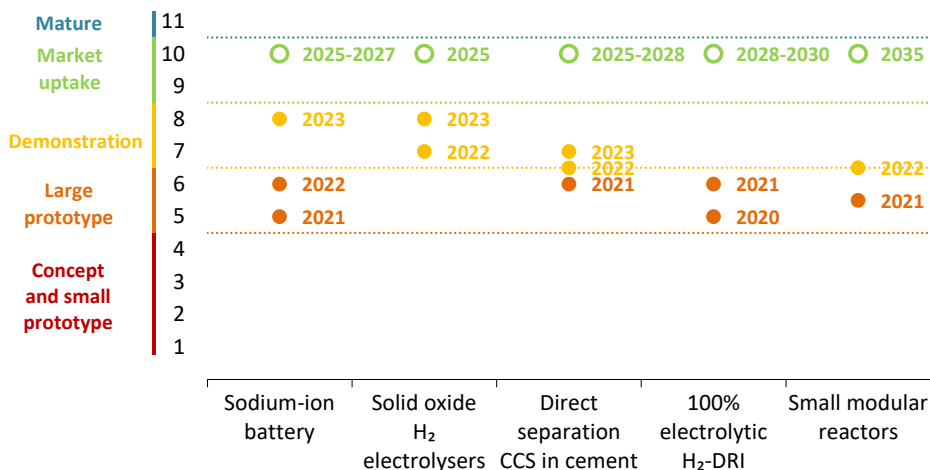 Mature
11
Market
uptake
10
2025-2027
2025
2025-2028
2028-2030
2035
9
Demonstration
8
2023
2023
7
2022
2023
2022
2022
Large
prototype
6
2022
2021
2021
2021
5
2021
2020
Concept
and small
prototype
4
3
2
1
Sodium-ion
battery
Solid oxide
H₂
electrolysers
Direct
separation
CCS in cement
100%
electrolytic
H₂-DRI
Small modular
reactors